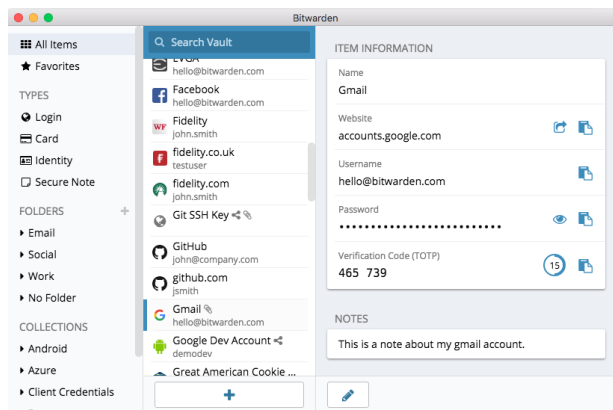 Bitwarden
All Items
Favorites
TYPES
Login
Card
Identity
Secure Note
FOLDERS
Email
Social
Work
No Folder
COLLECTIONS
Android
Azure
Client Credentials
Search Vault
EVGA
hello@bitwarden.com
Facebook
hello@bitwarden.com
WF
Fidelity
john.smith
fidelity.co.uk
testuser
fidelity.com
john.smith
Git SSH Key
GitHub
john@company.com
github.com
jsmith
Gmail
hello@bitwarden.com
Google Dev Account
demodev
Great American Cookie ...
ITEM INFORMATION
Name
Gmail
Website
accounts.google.com
Username
hello@bitwarden.com
Password
••••••••••••••••••••••••
Verification Code (TOTP)
465 739
15
NOTES
This is a note about my gmail account.